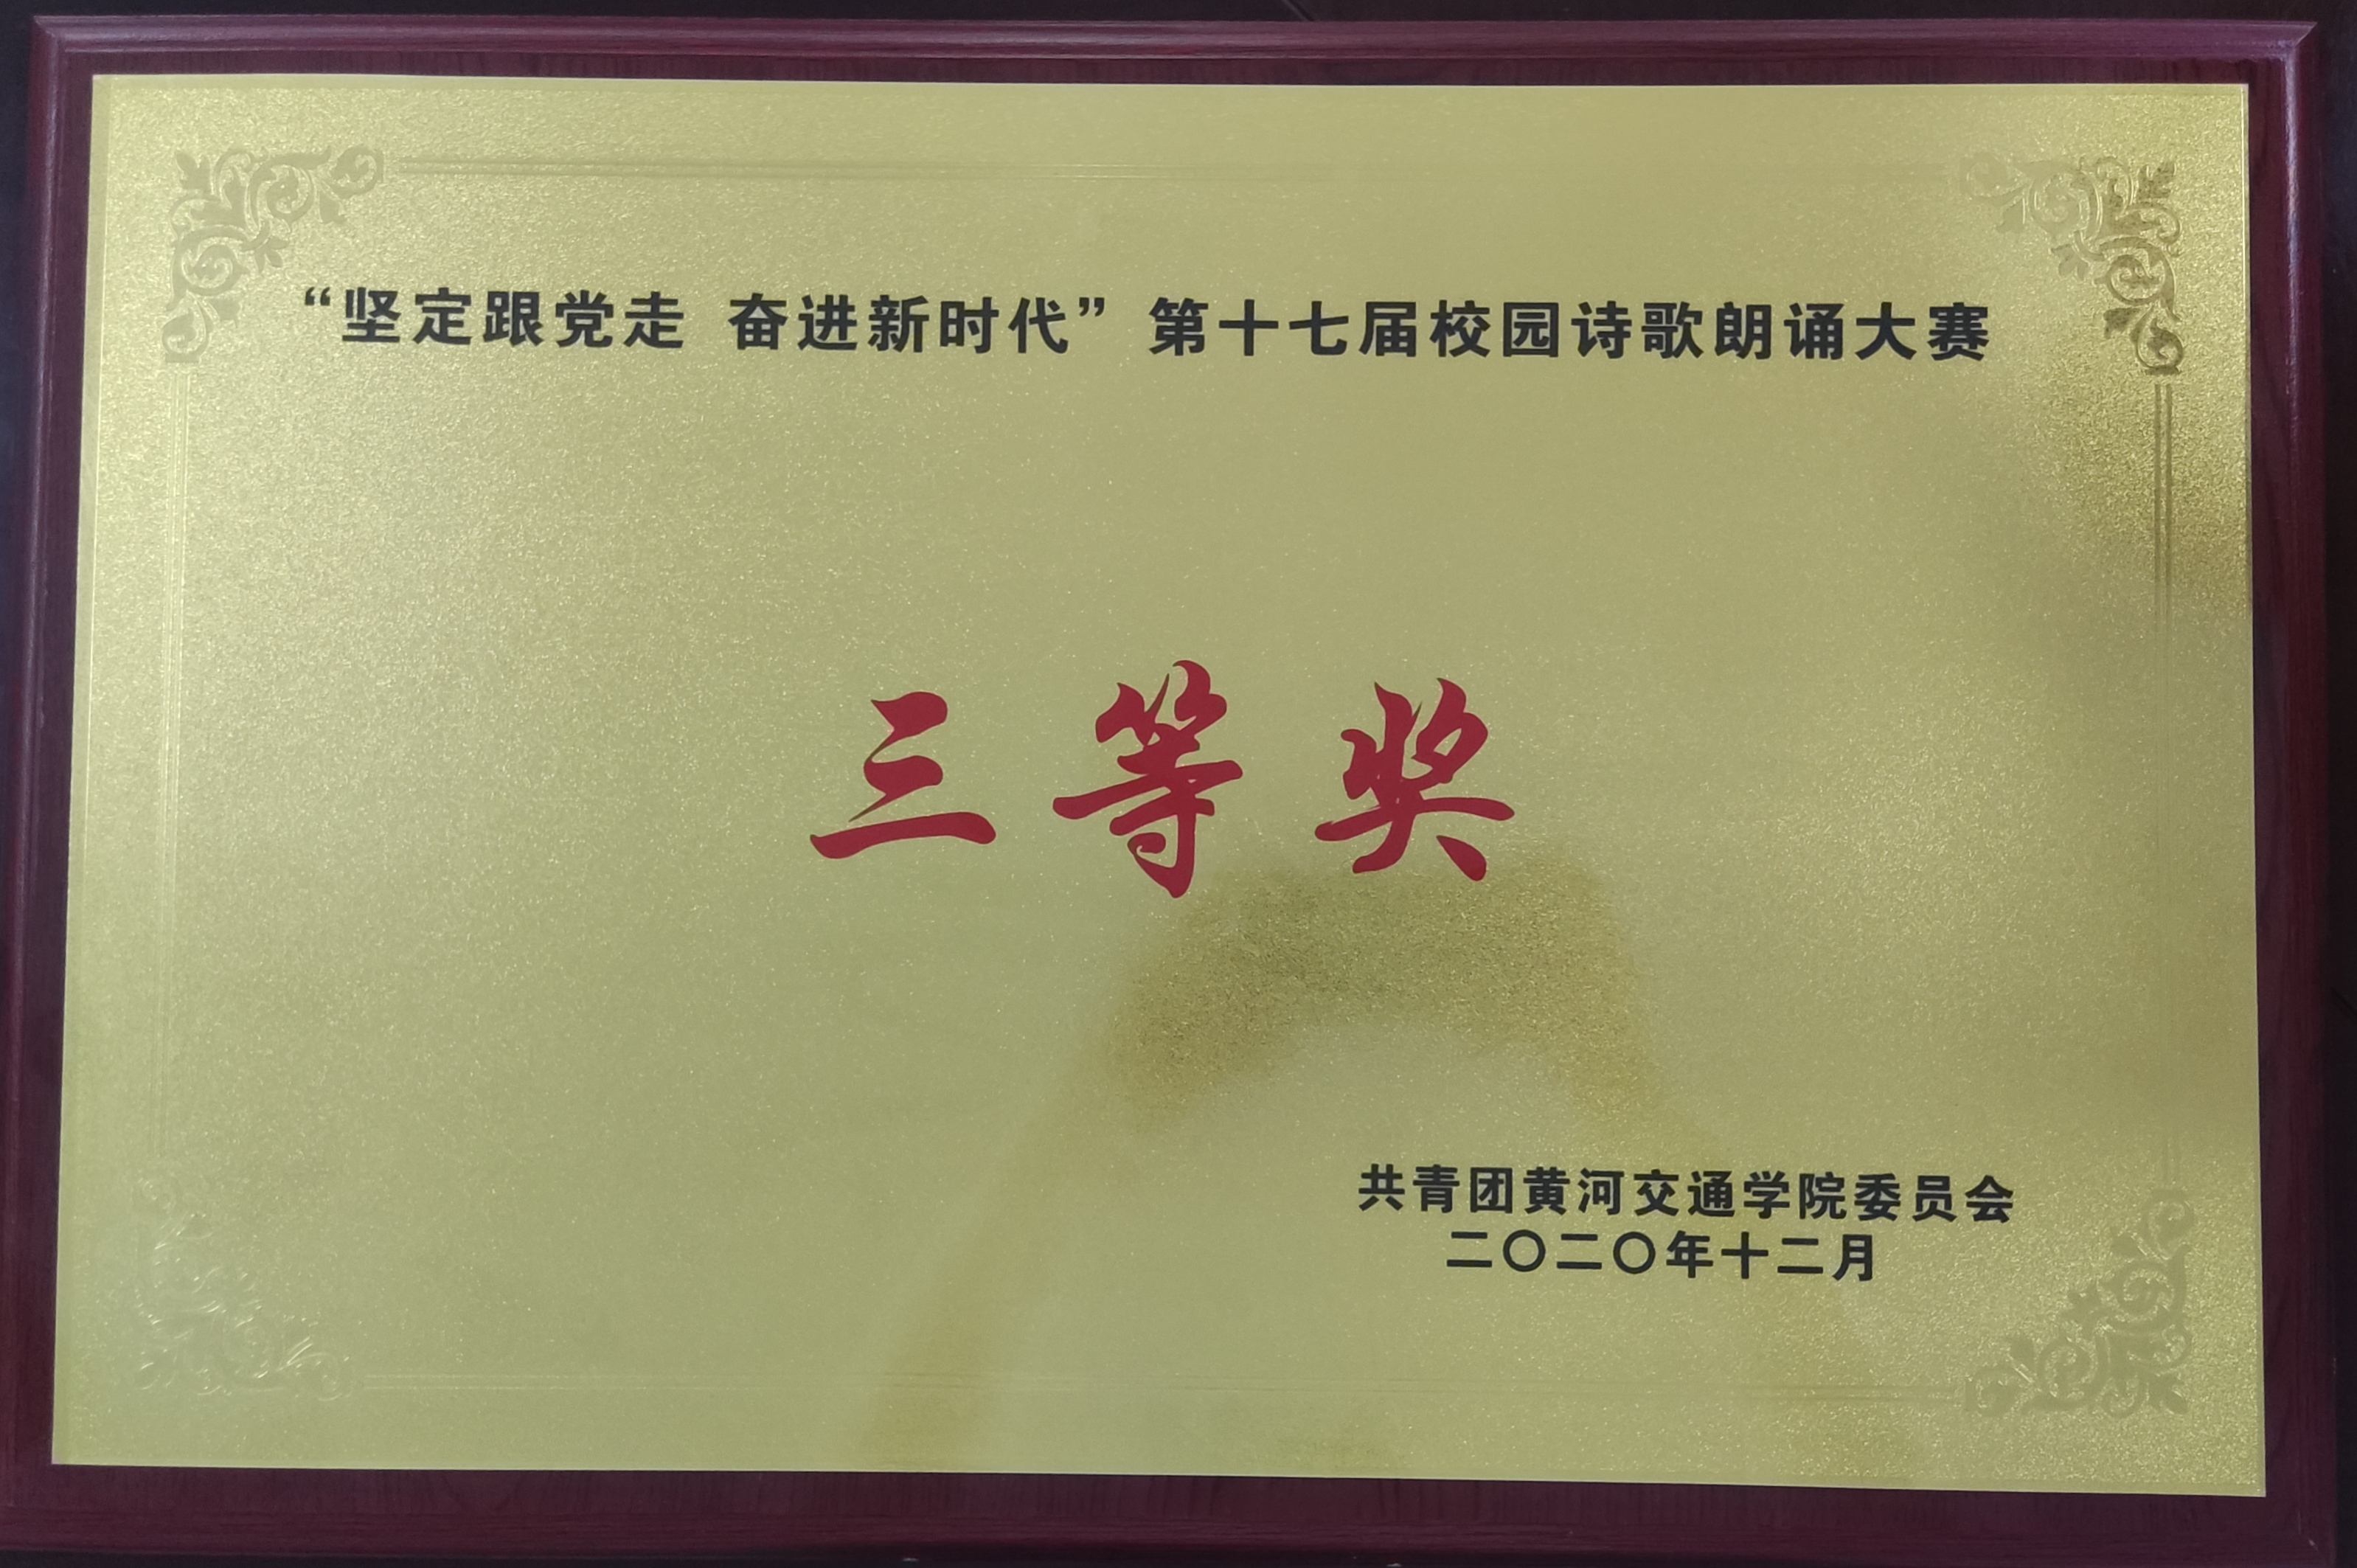 “坚定跟党走 奋进新时代”第十七届校园诗歌朗诵大赛
三等奖
共青团黄河交通学院委员会
二〇二〇年十二月